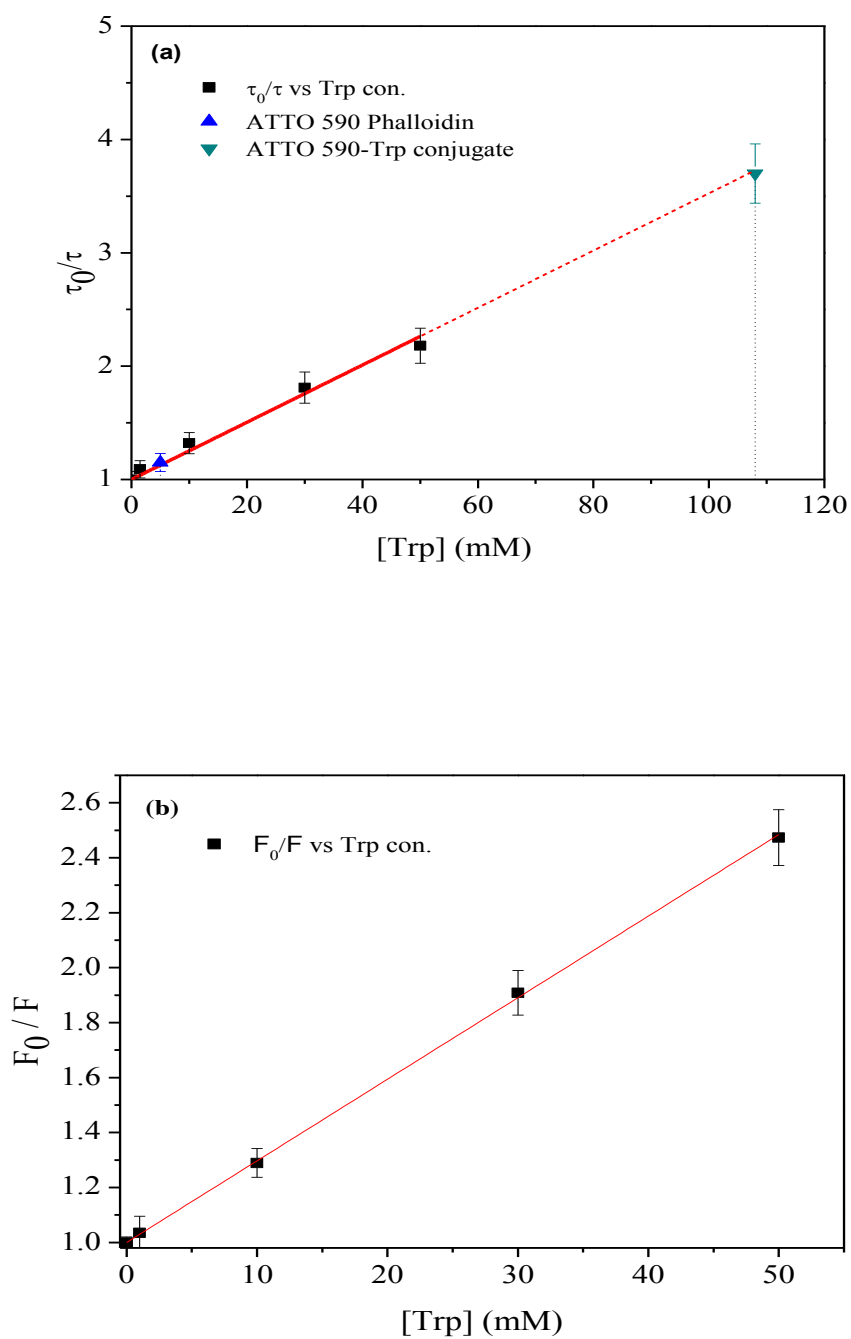 (a)
τ₀/τ vs Trp con.
ATTO 590 Phalloidin
ATTO 590-Trp conjugate
5
4
3
2
1
τ₀/τ
0 20 40 60 80 100 120
[Trp] (mM)
(b)
F₀/F vs Trp con.
2.6
2.4
2.2
2.0
1.8
1.6
1.4
1.2
1.0
F₀ / F
0 10 20 30 40 50
[Trp] (mM)